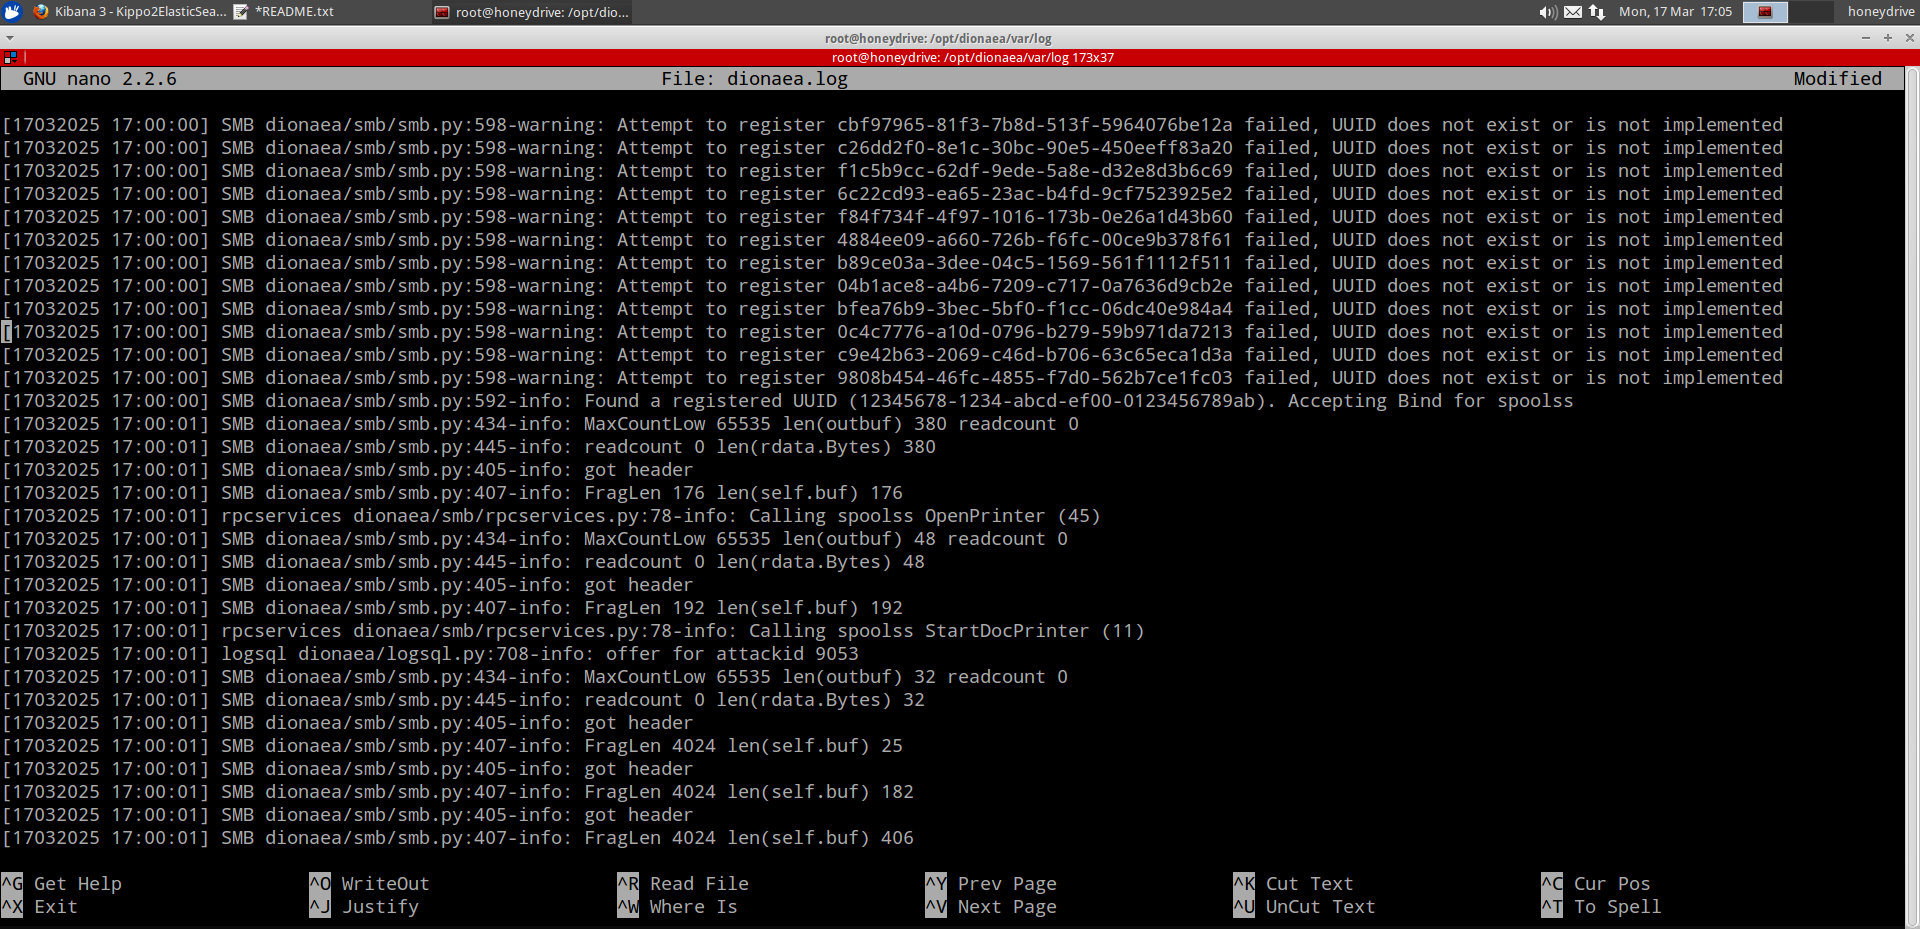 Kibana 3 - Kippo2ElasticSea... *README.txt root@honeydrive: /opt/dio... Mon, 17 Mar 17:05 honeydrive
root@honeydrive: /opt/dionaea/var/log
root@honeydrive: /opt/dionaea/var/log 173x37
GNU nano 2.2.6 File: dionaea.log Modified
[17032025 17:00:00] SMB dionaea/smb/smb.py:598-warning: Attempt to register cbf97965-81f3-7b8d-513f-5964076be12a failed, UUID does not exist or is not implemented
[17032025 17:00:00] SMB dionaea/smb/smb.py:598-warning: Attempt to register c26dd2f0-8e1c-30bc-90e5-450eeff83a20 failed, UUID does not exist or is not implemented
[17032025 17:00:00] SMB dionaea/smb/smb.py:598-warning: Attempt to register f1c5b9cc-62df-9ede-5a8e-d32e8d3b6c69 failed, UUID does not exist or is not implemented
[17032025 17:00:00] SMB dionaea/smb/smb.py:598-warning: Attempt to register 6c22cd93-ea65-23ac-b4fd-9cf7523925e2 failed, UUID does not exist or is not implemented
[17032025 17:00:00] SMB dionaea/smb/smb.py:598-warning: Attempt to register f84f734f-4f97-1016-173b-0e26a1d43b60 failed, UUID does not exist or is not implemented
[17032025 17:00:00] SMB dionaea/smb/smb.py:598-warning: Attempt to register 4884ee09-a660-726b-f6fc-00ce9b378f61 failed, UUID does not exist or is not implemented
[17032025 17:00:00] SMB dionaea/smb/smb.py:598-warning: Attempt to register b89ce03a-3dee-04c5-1569-561f1112f511 failed, UUID does not exist or is not implemented
[17032025 17:00:00] SMB dionaea/smb/smb.py:598-warning: Attempt to register 04b1ace8-a4b6-7209-c717-0a7636d9cb2e failed, UUID does not exist or is not implemented
[17032025 17:00:00] SMB dionaea/smb/smb.py:598-warning: Attempt to register bfea76b9-3bec-5bf0-f1cc-06dc40e984a4 failed, UUID does not exist or is not implemented
[17032025 17:00:00] SMB dionaea/smb/smb.py:598-warning: Attempt to register 0c4c7776-a10d-0796-b279-59b971da7213 failed, UUID does not exist or is not implemented
[17032025 17:00:00] SMB dionaea/smb/smb.py:598-warning: Attempt to register c9e42b63-2069-c46d-b706-63c65eca1d3a failed, UUID does not exist or is not implemented
[17032025 17:00:00] SMB dionaea/smb/smb.py:598-warning: Attempt to register 9808b454-46fc-4855-f7d0-562b7ce1fc03 failed, UUID does not exist or is not implemented
[17032025 17:00:00] SMB dionaea/smb/smb.py:592-info: Found a registered UUID (12345678-1234-abcd-ef00-0123456789ab). Accepting Bind for spoolss
[17032025 17:00:01] SMB dionaea/smb/smb.py:434-info: MaxCountLow 65535 len(outbuf) 380 readcount 0
[17032025 17:00:01] SMB dionaea/smb/smb.py:445-info: readcount 0 len(rdata.Bytes) 380
[17032025 17:00:01] SMB dionaea/smb/smb.py:405-info: got header
[17032025 17:00:01] SMB dionaea/smb/smb.py:407-info: FragLen 176 len(self.buf) 176
[17032025 17:00:01] rpcservices dionaea/smb/rpcservices.py:78-info: Calling spoolss OpenPrinter (45)
[17032025 17:00:01] SMB dionaea/smb/smb.py:434-info: MaxCountLow 65535 len(outbuf) 48 readcount 0
[17032025 17:00:01] SMB dionaea/smb/smb.py:445-info: readcount 0 len(rdata.Bytes) 48
[17032025 17:00:01] SMB dionaea/smb/smb.py:405-info: got header
[17032025 17:00:01] SMB dionaea/smb/smb.py:407-info: FragLen 192 len(self.buf) 192
[17032025 17:00:01] rpcservices dionaea/smb/rpcservices.py:78-info: Calling spoolss StartDocPrinter (11)
[17032025 17:00:01] logsql dionaea/logsql.py:708-info: offer for attackid 9053
[17032025 17:00:01] SMB dionaea/smb/smb.py:434-info: MaxCountLow 65535 len(outbuf) 32 readcount 0
[17032025 17:00:01] SMB dionaea/smb/smb.py:445-info: readcount 0 len(rdata.Bytes) 32
[17032025 17:00:01] SMB dionaea/smb/smb.py:405-info: got header
[17032025 17:00:01] SMB dionaea/smb/smb.py:407-info: FragLen 4024 len(self.buf) 25
[17032025 17:00:01] SMB dionaea/smb/smb.py:405-info: got header
[17032025 17:00:01] SMB dionaea/smb/smb.py:407-info: FragLen 4024 len(self.buf) 182
[17032025 17:00:01] SMB dionaea/smb/smb.py:405-info: got header
[17032025 17:00:01] SMB dionaea/smb/smb.py:407-info: FragLen 4024 len(self.buf) 406
^G Get Help ^O WriteOut ^R Read File ^Y Prev Page ^K Cut Text ^C Cur Pos
^X Exit ^J Justify ^W Where Is ^V Next Page ^U UnCut Text ^T To Spell